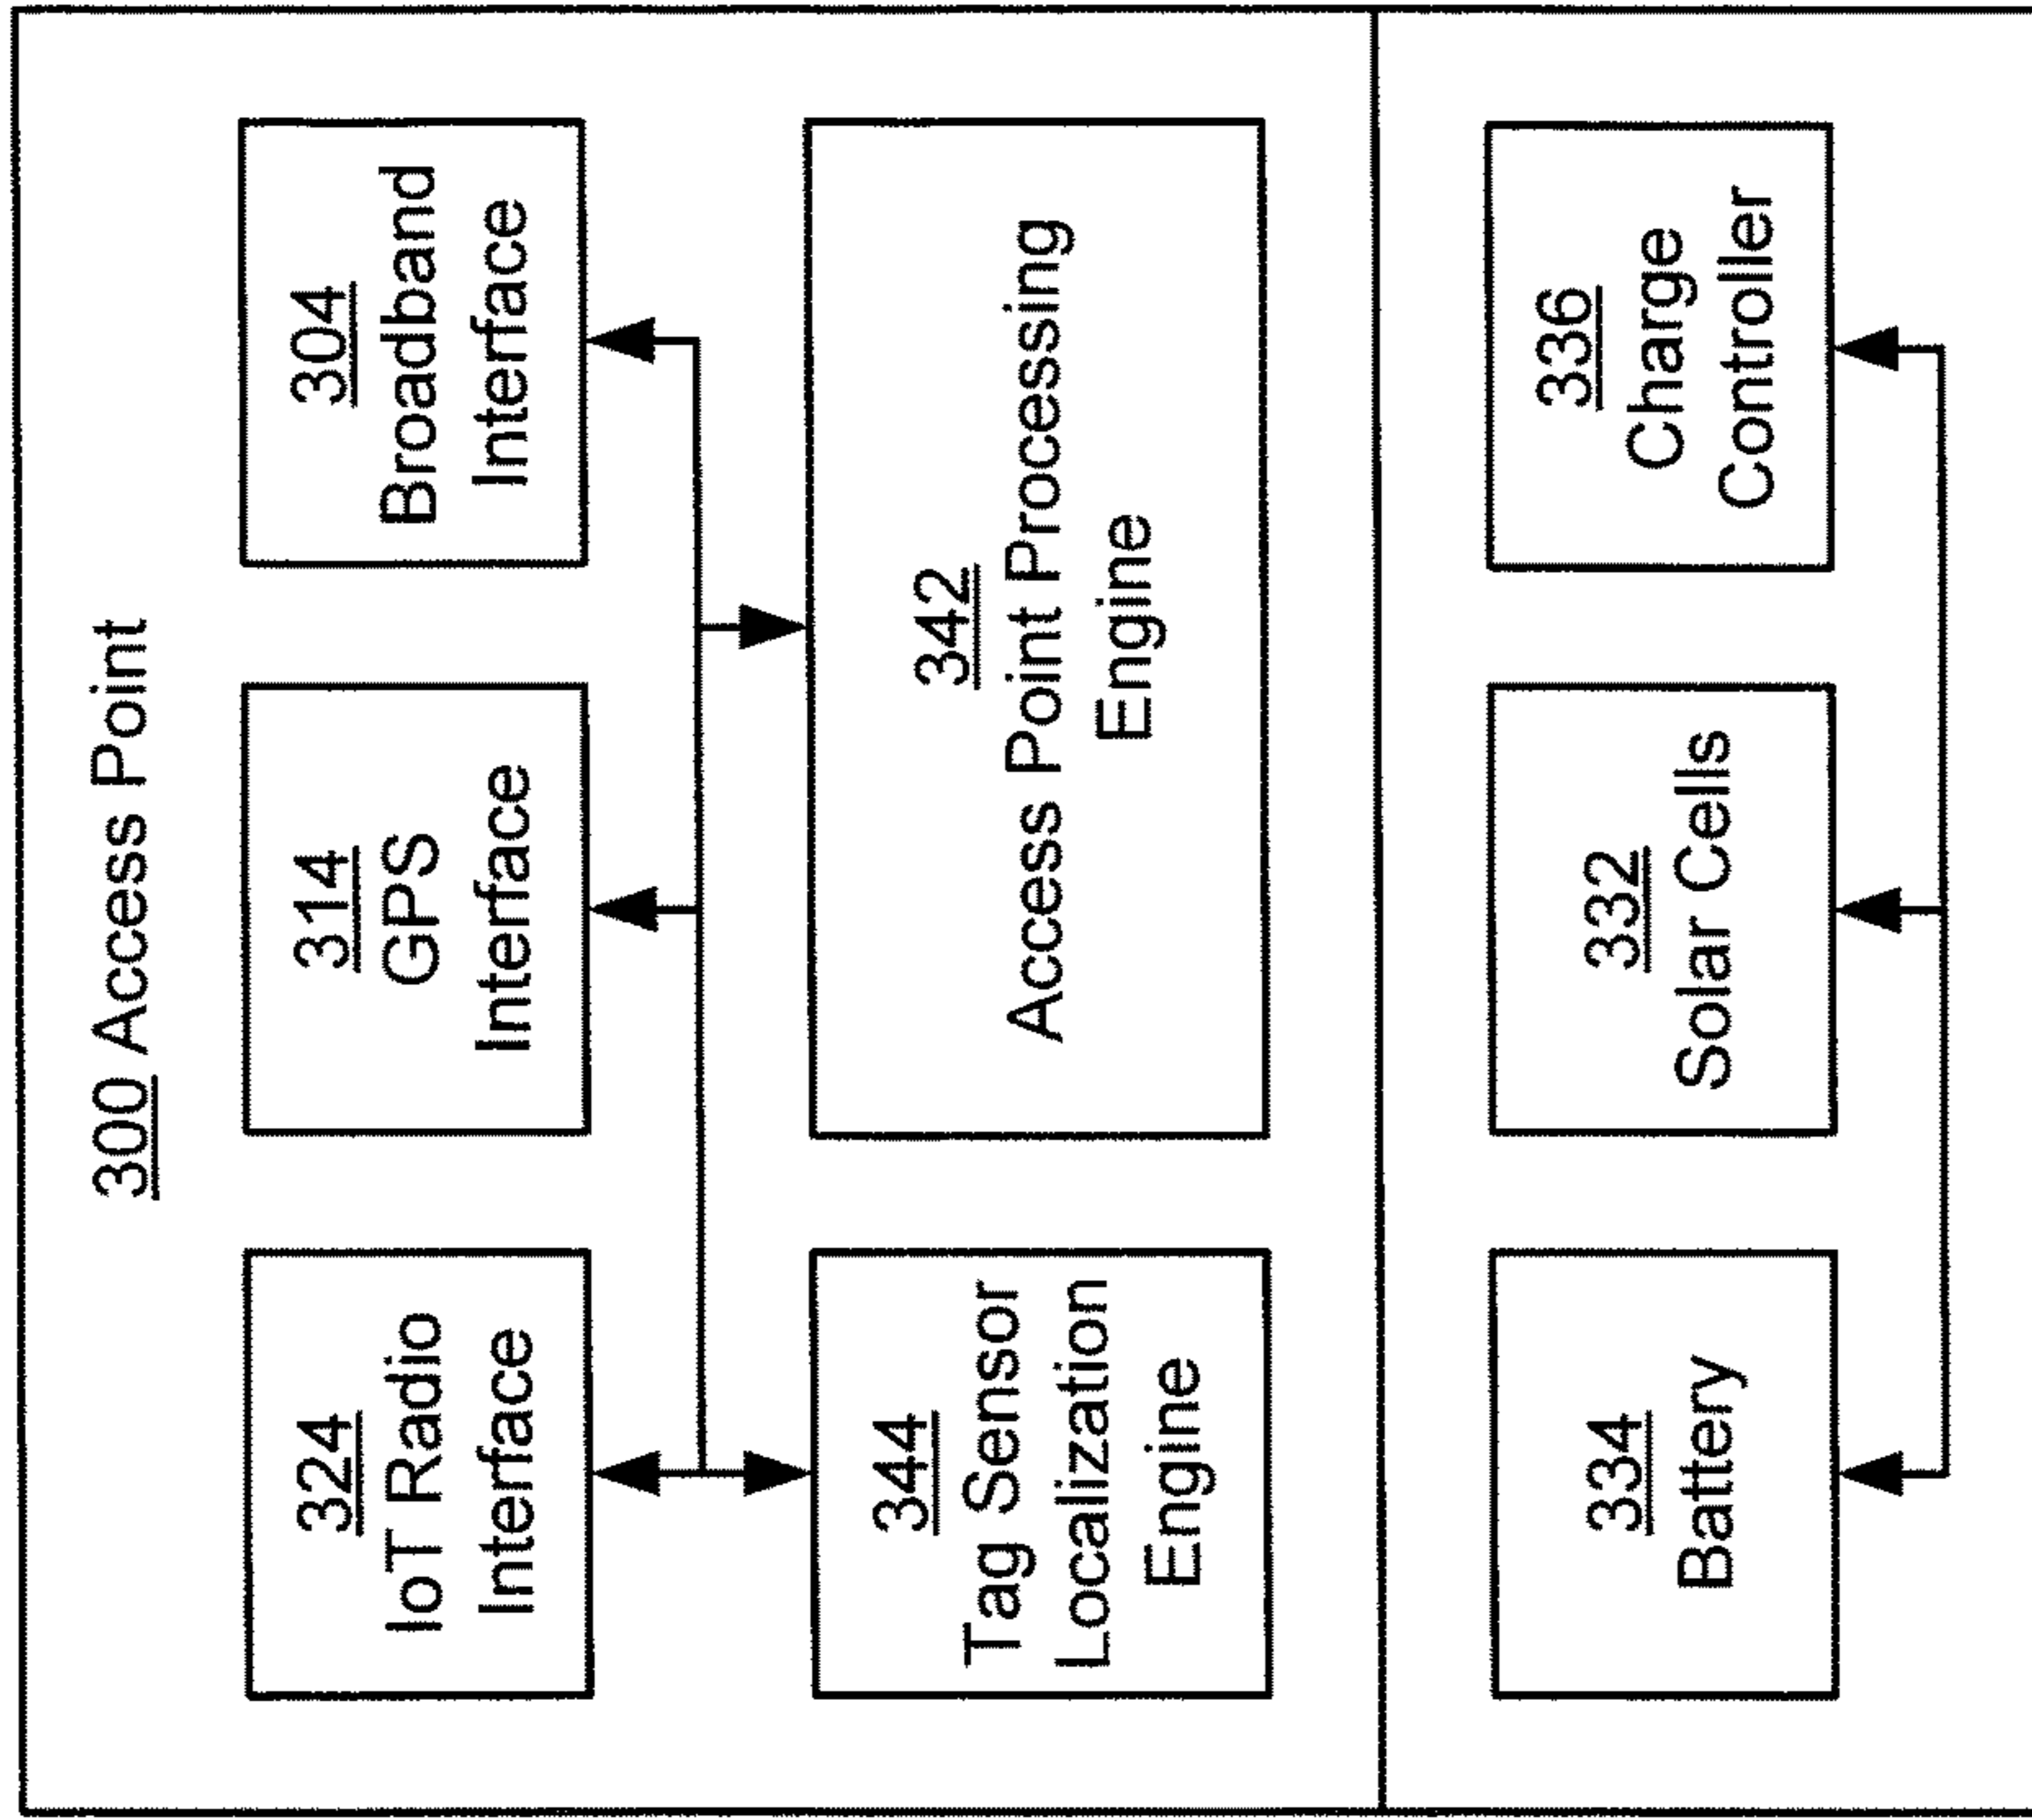 300 Access Point
324
IoT Radio
Interface
314
GPS
Interface
304
Broadband
Interface
344
Tag Sensor
Localization
Engine
342
Access Point Processing
Engine
334
Battery
332
Solar Cells
336
Charge
Controller